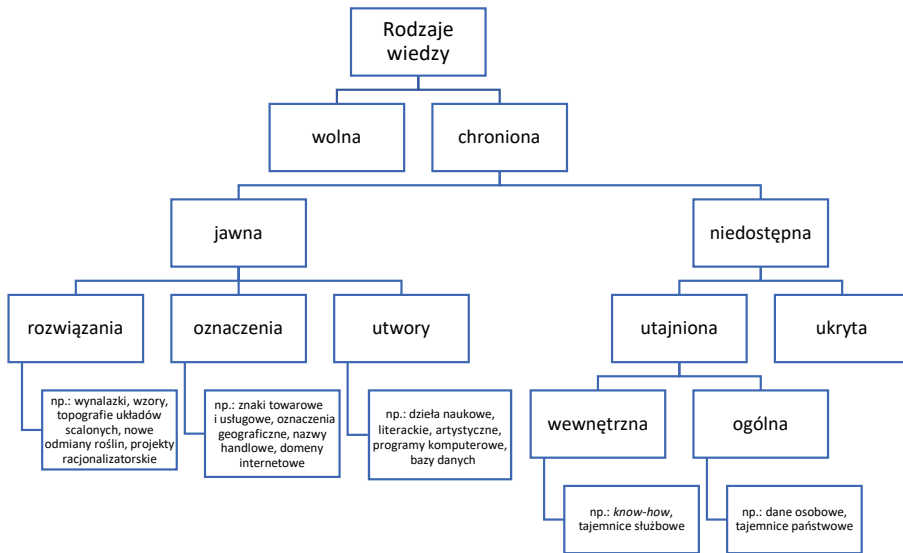 Rodzaje
wiedzy
wolna
chroniona
jawna
niedostępna
rozwiązania
oznaczenia
utwory
utajniona
ukryta
np.: wynalazki, wzory,
topografie układów
scalonych, nowe
odmiany roślin, projekty
racjonalizatorskie
np.: znaki towarowe
i usługowe, oznaczenia
geograficzne, nazwy
handlowe, domeny
internetowe
np.: dzieła naukowe,
literackie, artystyczne,
programy komputerowe,
bazy danych
wewnętrzna
ogólna
np.: know-how,
tajemnice służbowe
np.: dane osobowe,
tajemnice państwowe